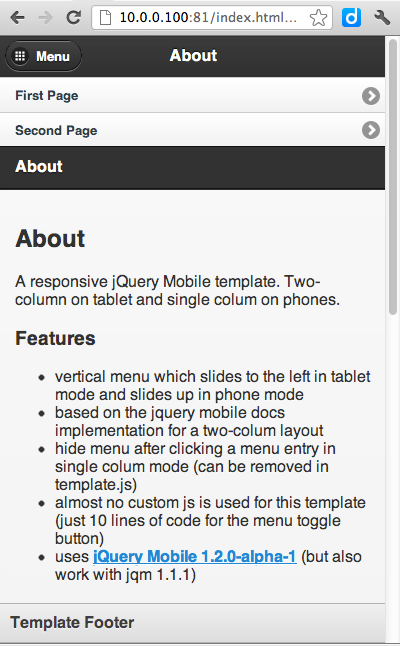 10.0.0.100:81/index.html...
Menu
About
First Page
Second Page
About
About
A responsive jQuery Mobile template. Two-
column on tablet and single colum on phones.
Features
• vertical menu which slides to the left in tablet
mode and slides up in phone mode
• based on the jquery mobile docs
implementation for a two-colum layout
• hide menu after clicking a menu entry in
single colum mode (can be removed in
template.js)
• almost no custom js is used for this template
(just 10 lines of code for the menu toggle
button)
• uses jQuery Mobile 1.2.0-alpha-1 (but also
work with jqm 1.1.1)
Template Footer